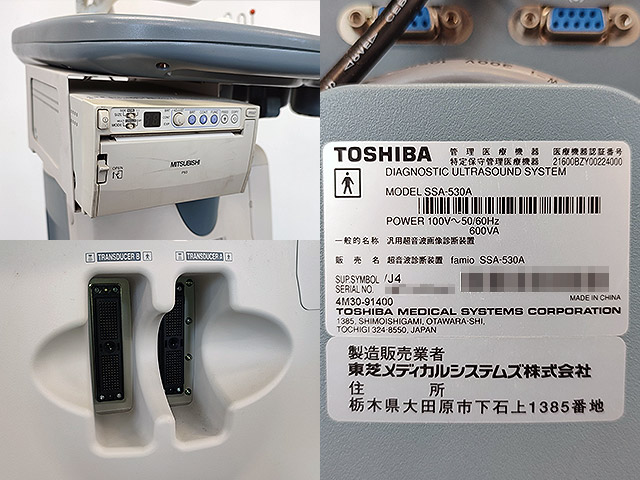 MITSUBISHI
OPEN
TRANSDUCER B
TRANSDUCER A
TOSHIBA
管理医療機器
特定保守管理医療機器
医療機器認証番号
21600BZY00224000
DIAGNOSTIC ULTRASOUND SYSTEM
MODEL SSA-530A
POWER 100V～50/60Hz
600VA
一般的名称 汎用超音波画像診断装置
販売名 超音波診断装置 famio SSA-530A
SUP.SYMBOL /J4
SERIAL NO.
4M30-91400
MADE IN CHINA
TOSHIBA MEDICAL SYSTEMS CORPORATION
1385, SHIMOISHIGAMI, OTAWARA-SHI,
TOCHIGI 324-8550, JAPAN
製造販売業者
東芝メディカルシステムズ株式会社
住所
栃木県大田原市下石上1385番地